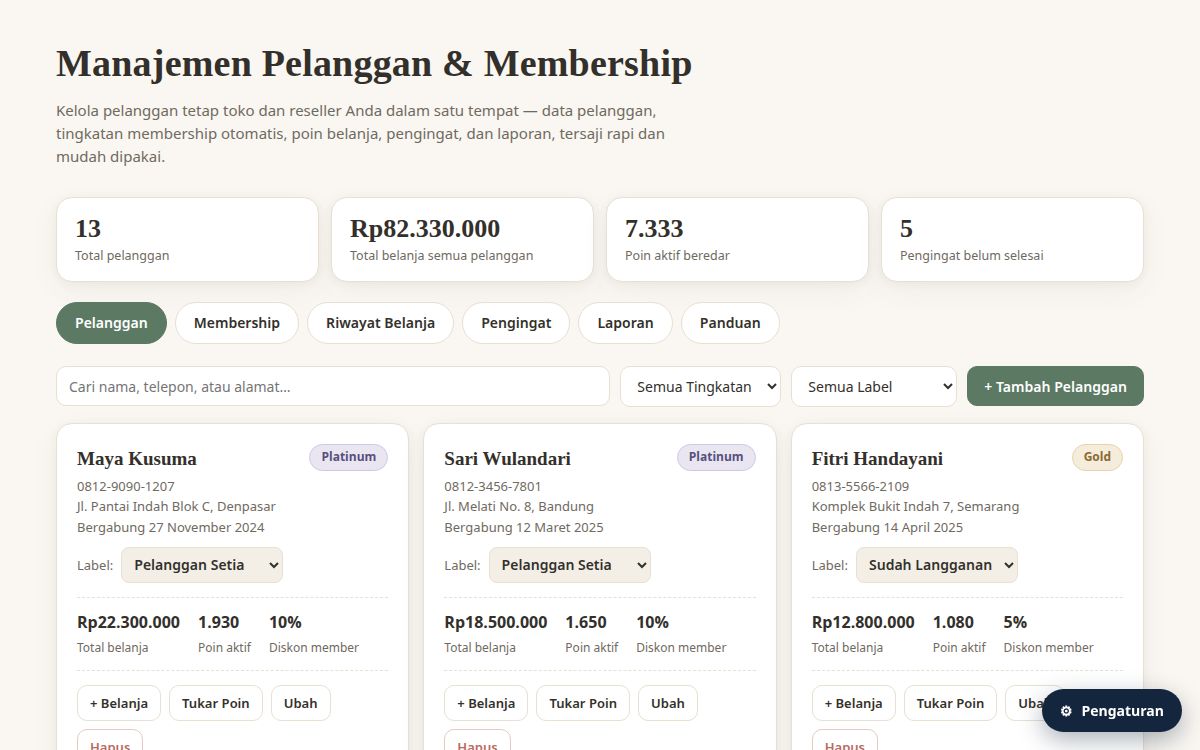 Manajemen Pelanggan & Membership
Kelola pelanggan tetap toko dan reseller Anda dalam satu tempat — data pelanggan,
tingkatan membership otomatis, poin belanja, pengingat, dan laporan, tersaji rapi dan
mudah dipakai.
13
Total pelanggan
Rp82.330.000
Total belanja semua pelanggan
7.333
Poin aktif beredar
5
Pengingat belum selesai
Pelanggan Membership Riwayat Belanja Pengingat Laporan Panduan
Cari nama, telepon, atau alamat... Semua Tingkatan Semua Label + Tambah Pelanggan
Maya Kusuma Platinum
0812-9090-1207
Jl. Pantai Indah Blok C, Denpasar
Bergabung 27 November 2024
Label: Pelanggan Setia
Rp22.300.000 1.930 10%
Total belanja Poin aktif Diskon member
+ Belanja Tukar Poin Ubah
Hapus
Sari Wulandari Platinum
0812-3456-7801
Jl. Melati No. 8, Bandung
Bergabung 12 Maret 2025
Label: Pelanggan Setia
Rp18.500.000 1.650 10%
Total belanja Poin aktif Diskon member
+ Belanja Tukar Poin Ubah
Hapus
Fitri Handayani Gold
0813-5566-2109
Komplek Bukit Indah 7, Semarang
Bergabung 14 April 2025
Label: Sudah Langganan
Rp12.800.000 1.080 5%
Total belanja Poin aktif Diskon member
+ Belanja Tukar Poin Ubah
Hapus
⚙ Pengaturan